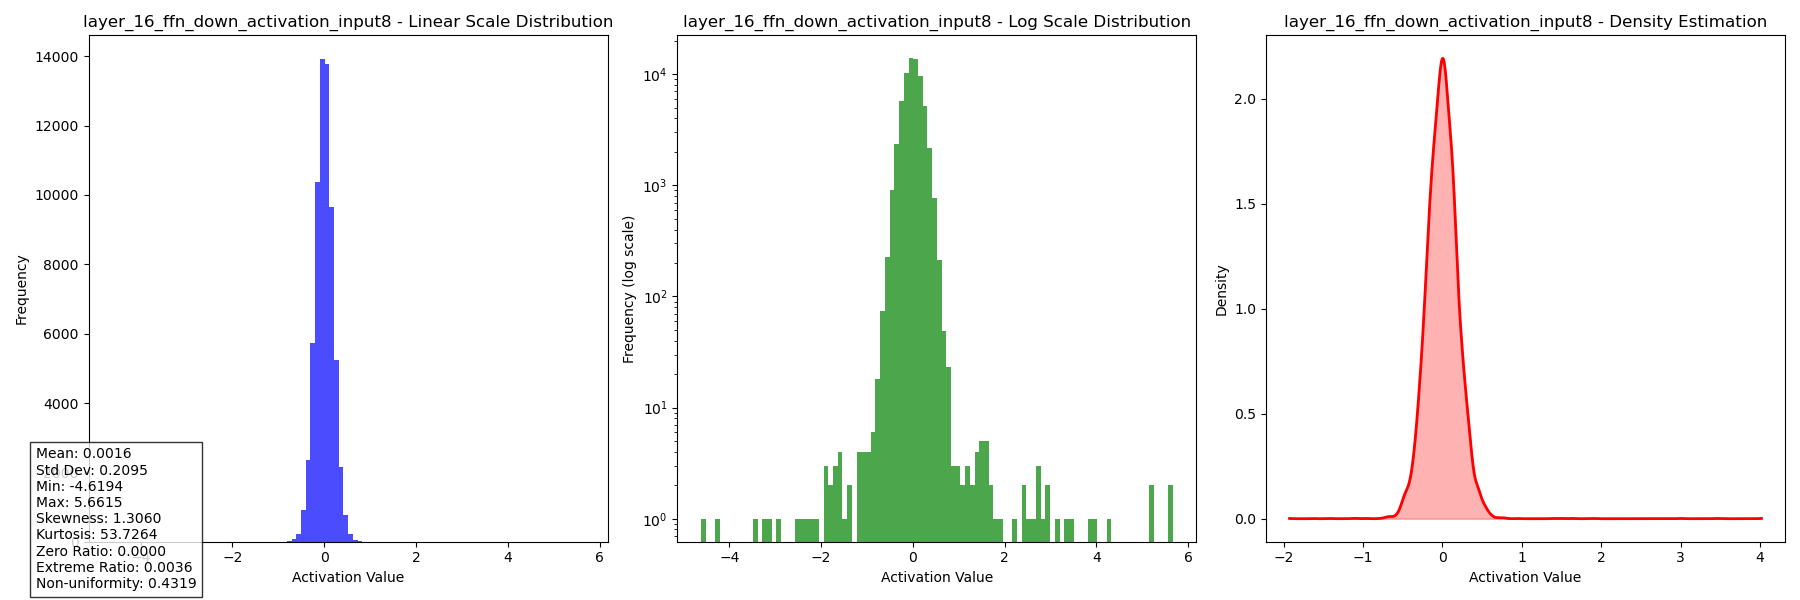 layer_16_ffn_down_activation_input8 - Linear Scale Distribution
14000
12000
10000
8000
6000
4000
2000
0
Frequency
−4
−2
0
2
4
6
Activation Value
Mean: 0.0016
Std Dev: 0.2095
Min: -4.6194
Max: 5.6615
Skewness: 1.3060
Kurtosis: 53.7264
Zero Ratio: 0.0000
Extreme Ratio: 0.0036
Non-uniformity: 0.4319
layer_16_ffn_down_activation_input8 - Log Scale Distribution
10⁴
10³
10²
10¹
10⁰
Frequency (log scale)
−4
−2
0
2
4
6
Activation Value
layer_16_ffn_down_activation_input8 - Density Estimation
2.0
1.5
1.0
0.5
0.0
Density
−2
−1
0
1
2
3
4
Activation Value